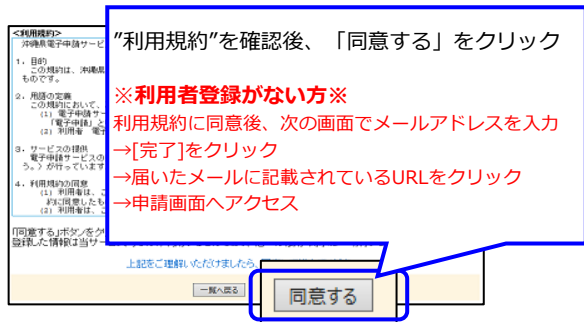 <利用規約>
沖縄県電子申請サービ
1．目的
この規約は、沖縄県
ものです。
2．用語の定義
この規約において、
(1) 電子申請サー
「電子申請」と
(2) 利用者 電子
3．サービスの提供
電子申請サービスの
う。）が行っています
4．利用規約の同意
(1) 利用者は、こ
約に同意したも
(2) 利用者は、こ
「同意する」ボタンをク
登録した情報は当サー
上記をご理解いただけましたら、
一覧へ戻る
”利用規約”を確認後、「同意する」をクリック
※利用者登録がない方※
利用規約に同意後、次の画面でメールアドレスを入力
→[完了]をクリック
→届いたメールに記載されているURLをクリック
→申請画面へアクセス
同意する